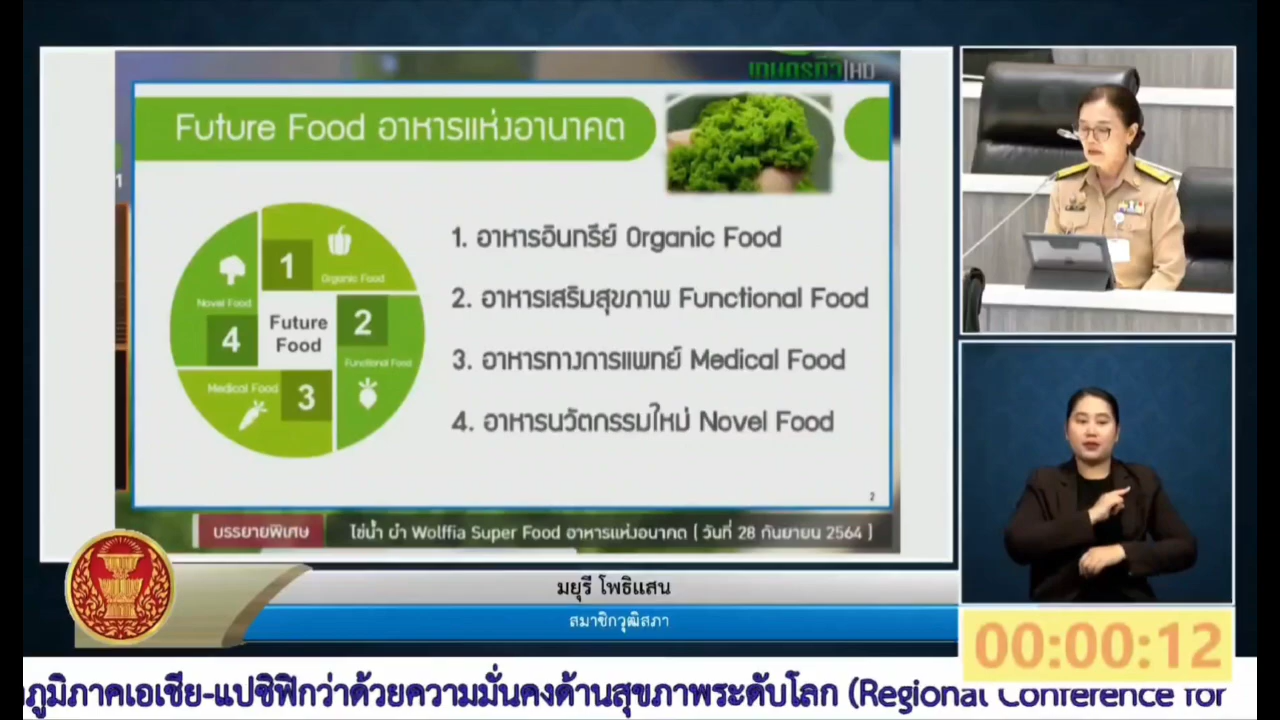 เกษตรทิว|HD
Future Food อาหารแห่งอนาคต
1
Organic Food
Novel Food
2
4
Future
Food
Functional Food
Medical Food
3
1. อาหารอินทรีย์ Organic Food
2. อาหารเสริมสุขภาพ Functional Food
3. อาหารทางการแพทย์ Medical Food
4. อาหารนวัตกรรมใหม่ Novel Food
2
บรรยายพิเศษ ไข่น้ำ ผำ Wolffia Super Food อาหารแห่งอนาคต ( วันที่ 28 กันยายน 2564 )
มยุรี โพธิแสน
สมาชิกวุฒิสภา
00:00:12
ภูมิภาคเอเชีย-แปซิฟิกว่าด้วยความมั่นคงด้านสุขภาพระดับโลก (Regional Conference for